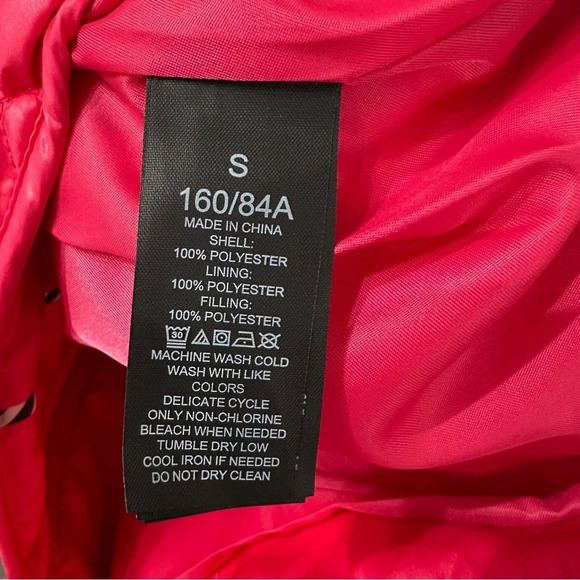 S
160/84A
MADE IN CHINA
SHELL:
100% POLYESTER
LINING:
100% POLYESTER
FILLING:
100% POLYESTER
30
MACHINE WASH COLD
WASH WITH LIKE
COLORS
DELICATE CYCLE
ONLY NON-CHLORINE
BLEACH WHEN NEEDED
TUMBLE DRY LOW
COOL IRON IF NEEDED
DO NOT DRY CLEAN